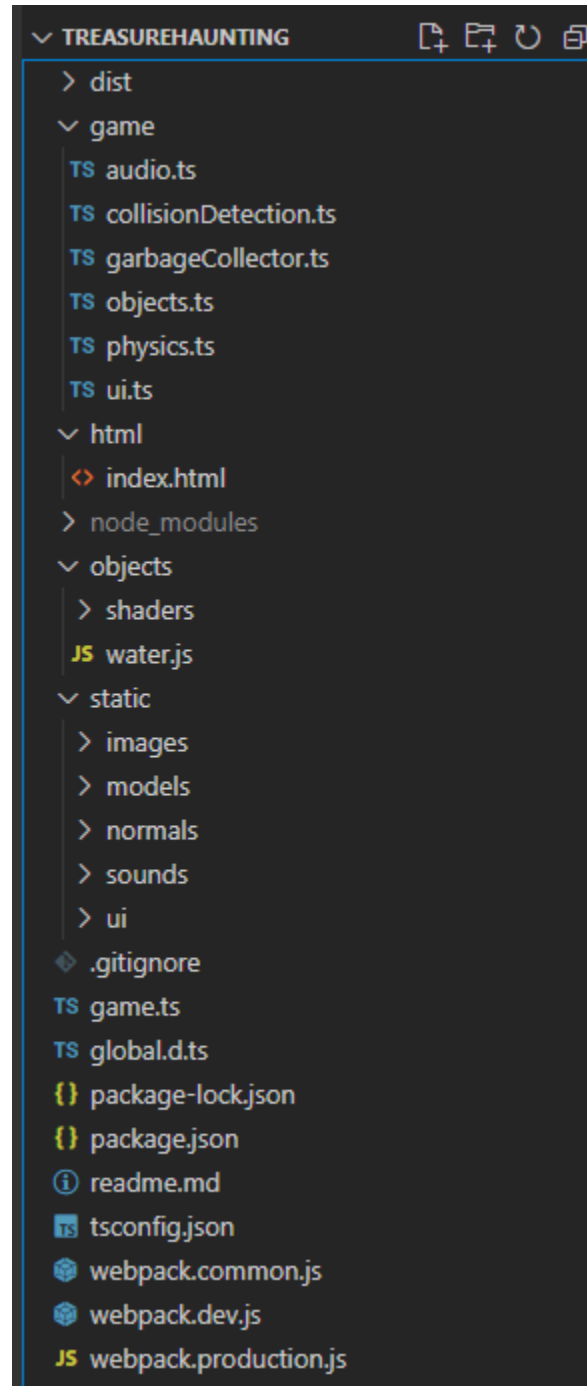 TREASUREHAUNTING
dist
game
TS audio.ts
TS collisionDetection.ts
TS garbageCollector.ts
TS objects.ts
TS physics.ts
TS ui.ts
html
<> index.html
node_modules
objects
shaders
JS water.js
static
images
models
normals
sounds
ui
.gitignore
TS game.ts
TS global.d.ts
{} package-lock.json
{} package.json
readme.md
TS tsconfig.json
webpack.common.js
webpack.dev.js
JS webpack.production.js